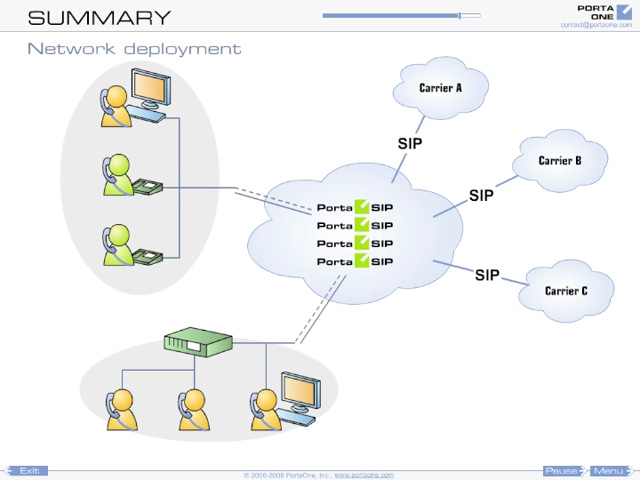 SUMMARY
PORTA
ONE
contact@portaone.com
Network deployment
Carrier A
SIP
Carrier B
SIP
Porta SIP
Porta SIP
Porta SIP
Porta SIP
SIP
Carrier C
Exit
© 2006-2008 PortaOne, Inc., www.portaone.com
Pause
Menu